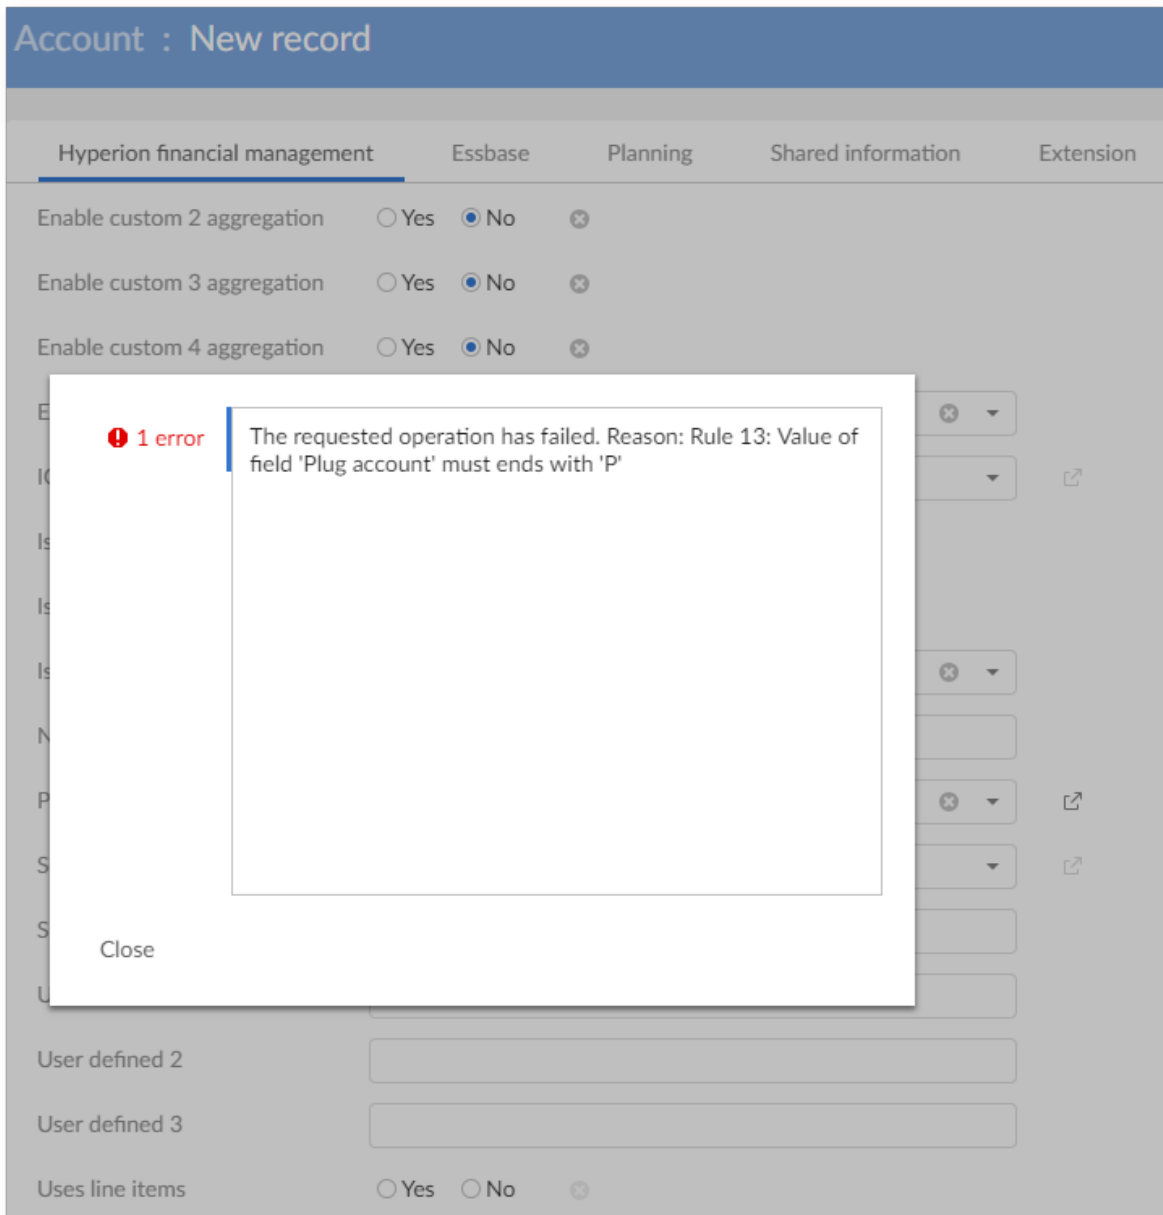 Account : New record
Hyperion financial management Essbase Planning Shared information Extension
Enable custom 2 aggregation Yes No
Enable custom 3 aggregation Yes No
Enable custom 4 aggregation Yes No
1 error
The requested operation has failed. Reason: Rule 13: Value of
field 'Plug account' must ends with 'P'
Close
User defined 2
User defined 3
Uses line items Yes No